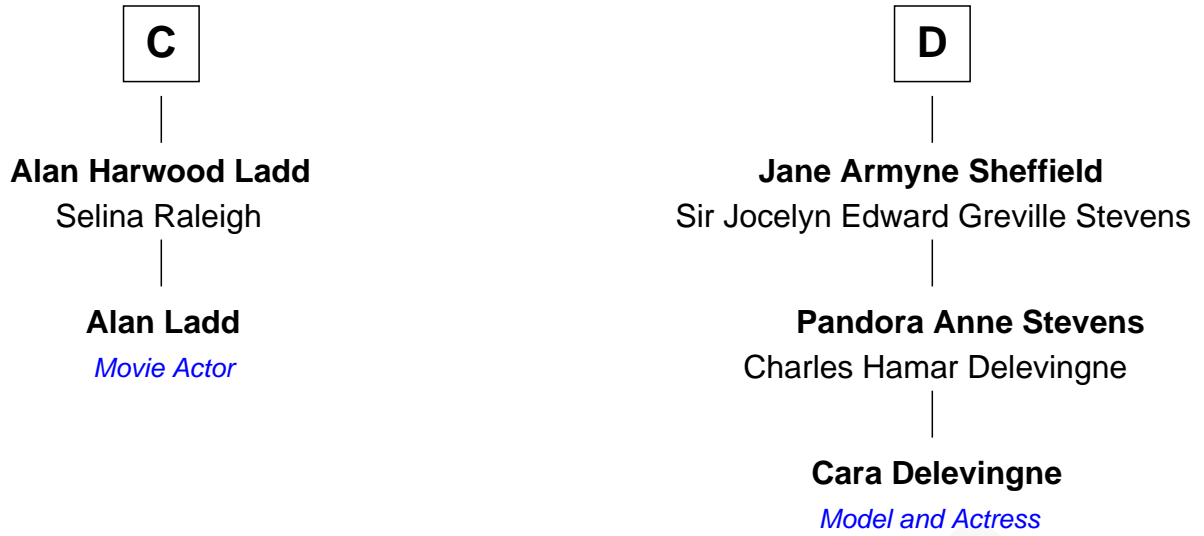 C
Alan Harwood Ladd
Selina Raleigh
Alan Ladd
Movie Actor
D
Jane Armyne Sheffield
Sir Jocelyn Edward Greville Stevens
Pandora Anne Stevens
Charles Hamar Delevingne
Cara Delevingne
Model and Actress